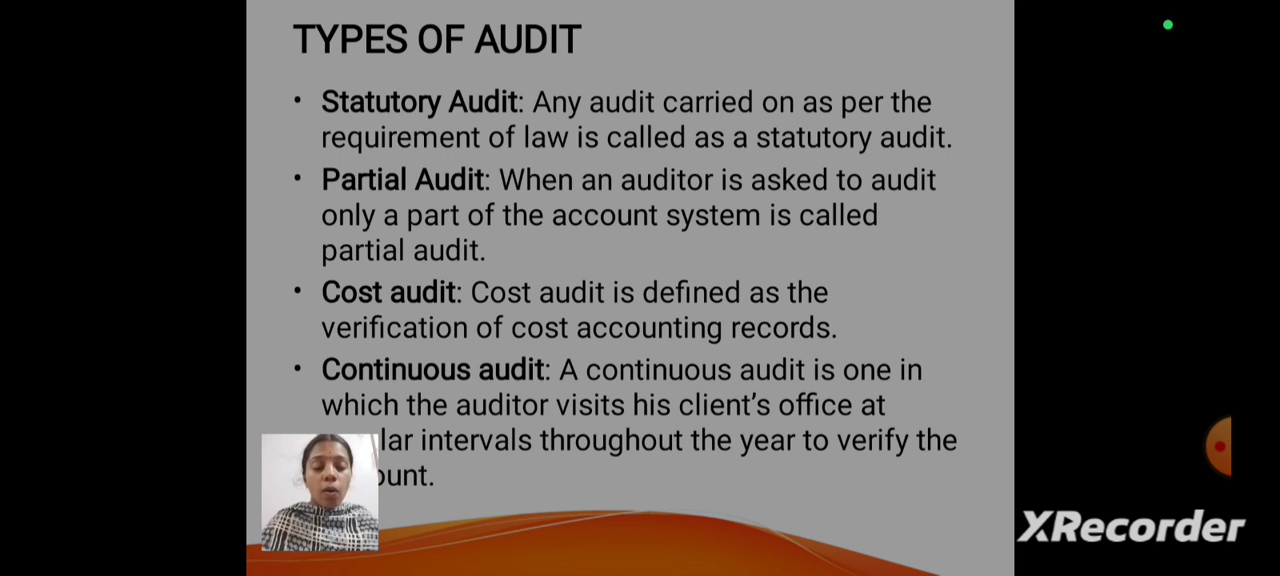 TYPES OF AUDIT
• Statutory Audit: Any audit carried on as per the
requirement of law is called as a statutory audit.
• Partial Audit: When an auditor is asked to audit
only a part of the account system is called
partial audit.
• Cost audit: Cost audit is defined as the
verification of cost accounting records.
• Continuous audit: A continuous audit is one in
which the auditor visits his client's office at
intervals throughout the year to verify the
XRecorder